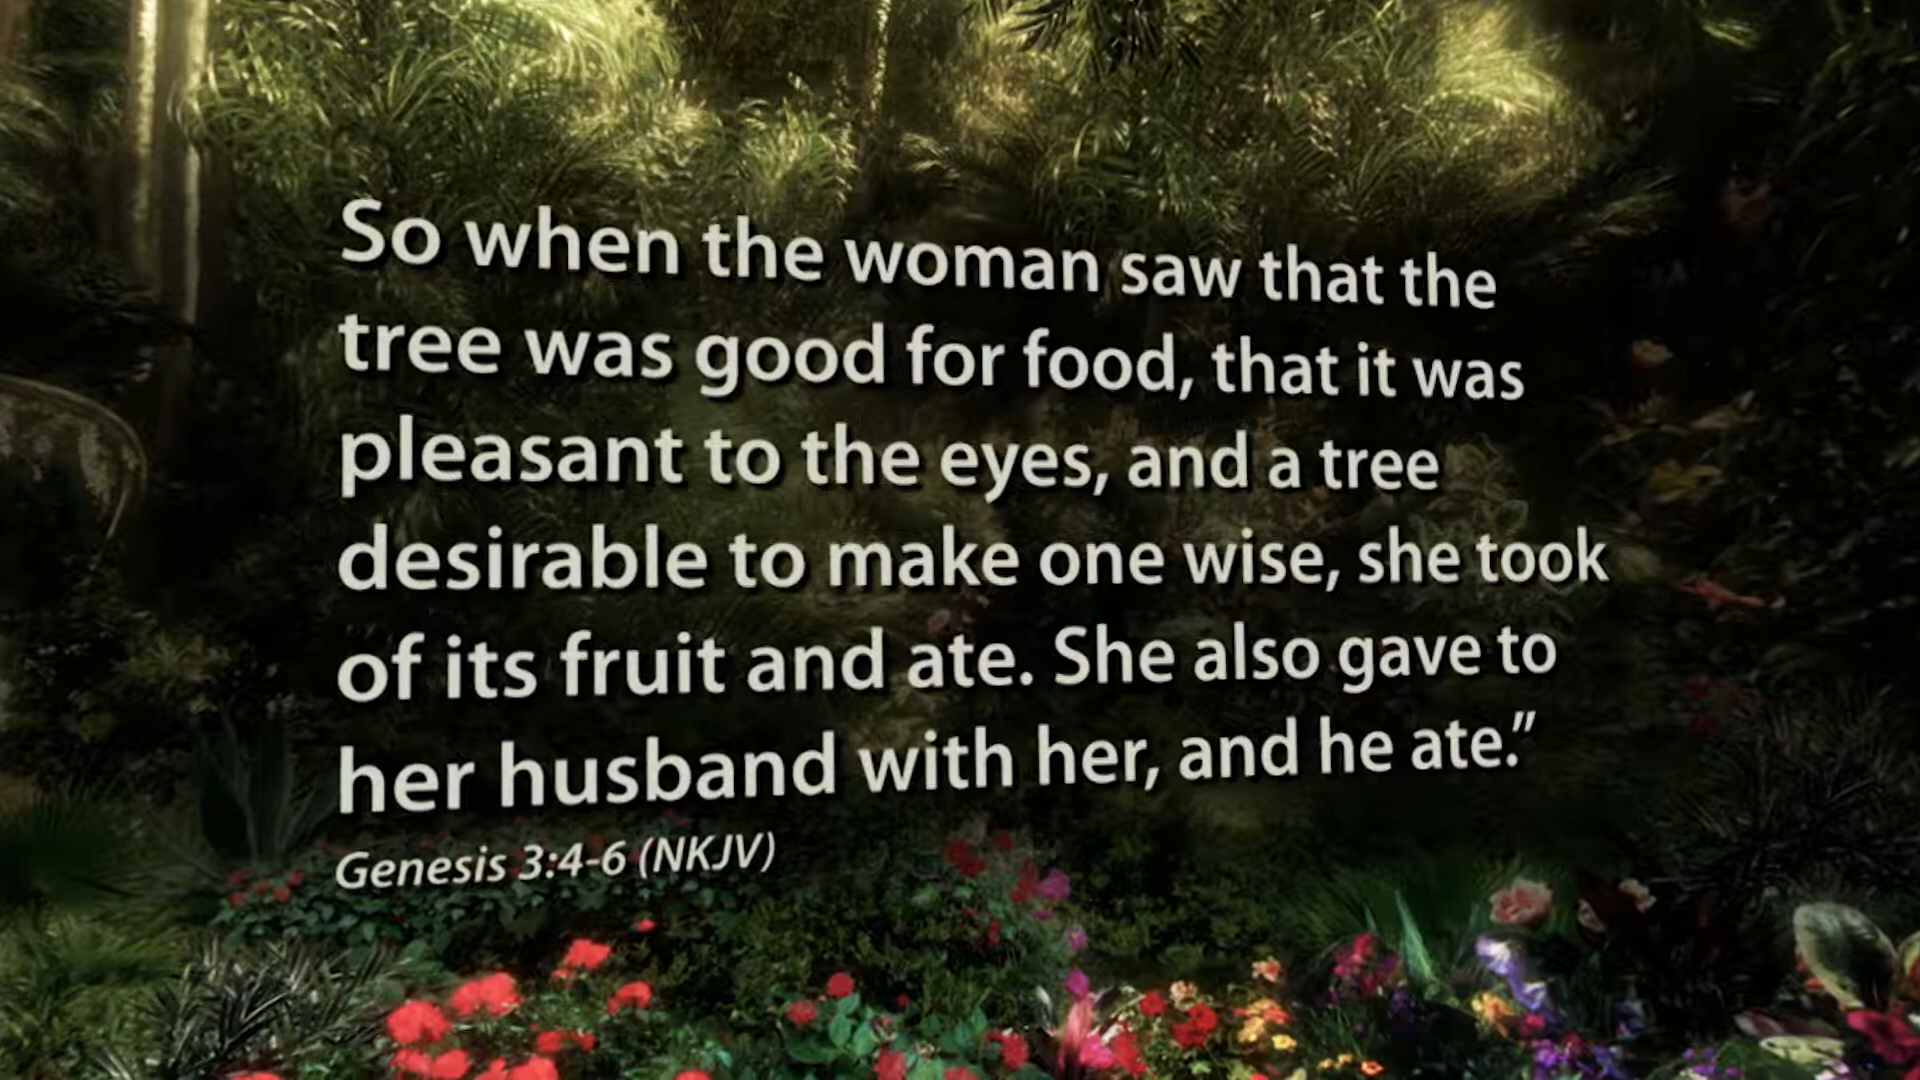 So when the woman saw that the
tree was good for food, that it was
pleasant to the eyes, and a tree
desirable to make one wise, she took
of its fruit and ate. She also gave to
her husband with her, and he ate.”
Genesis 3:4-6 (NKJV)